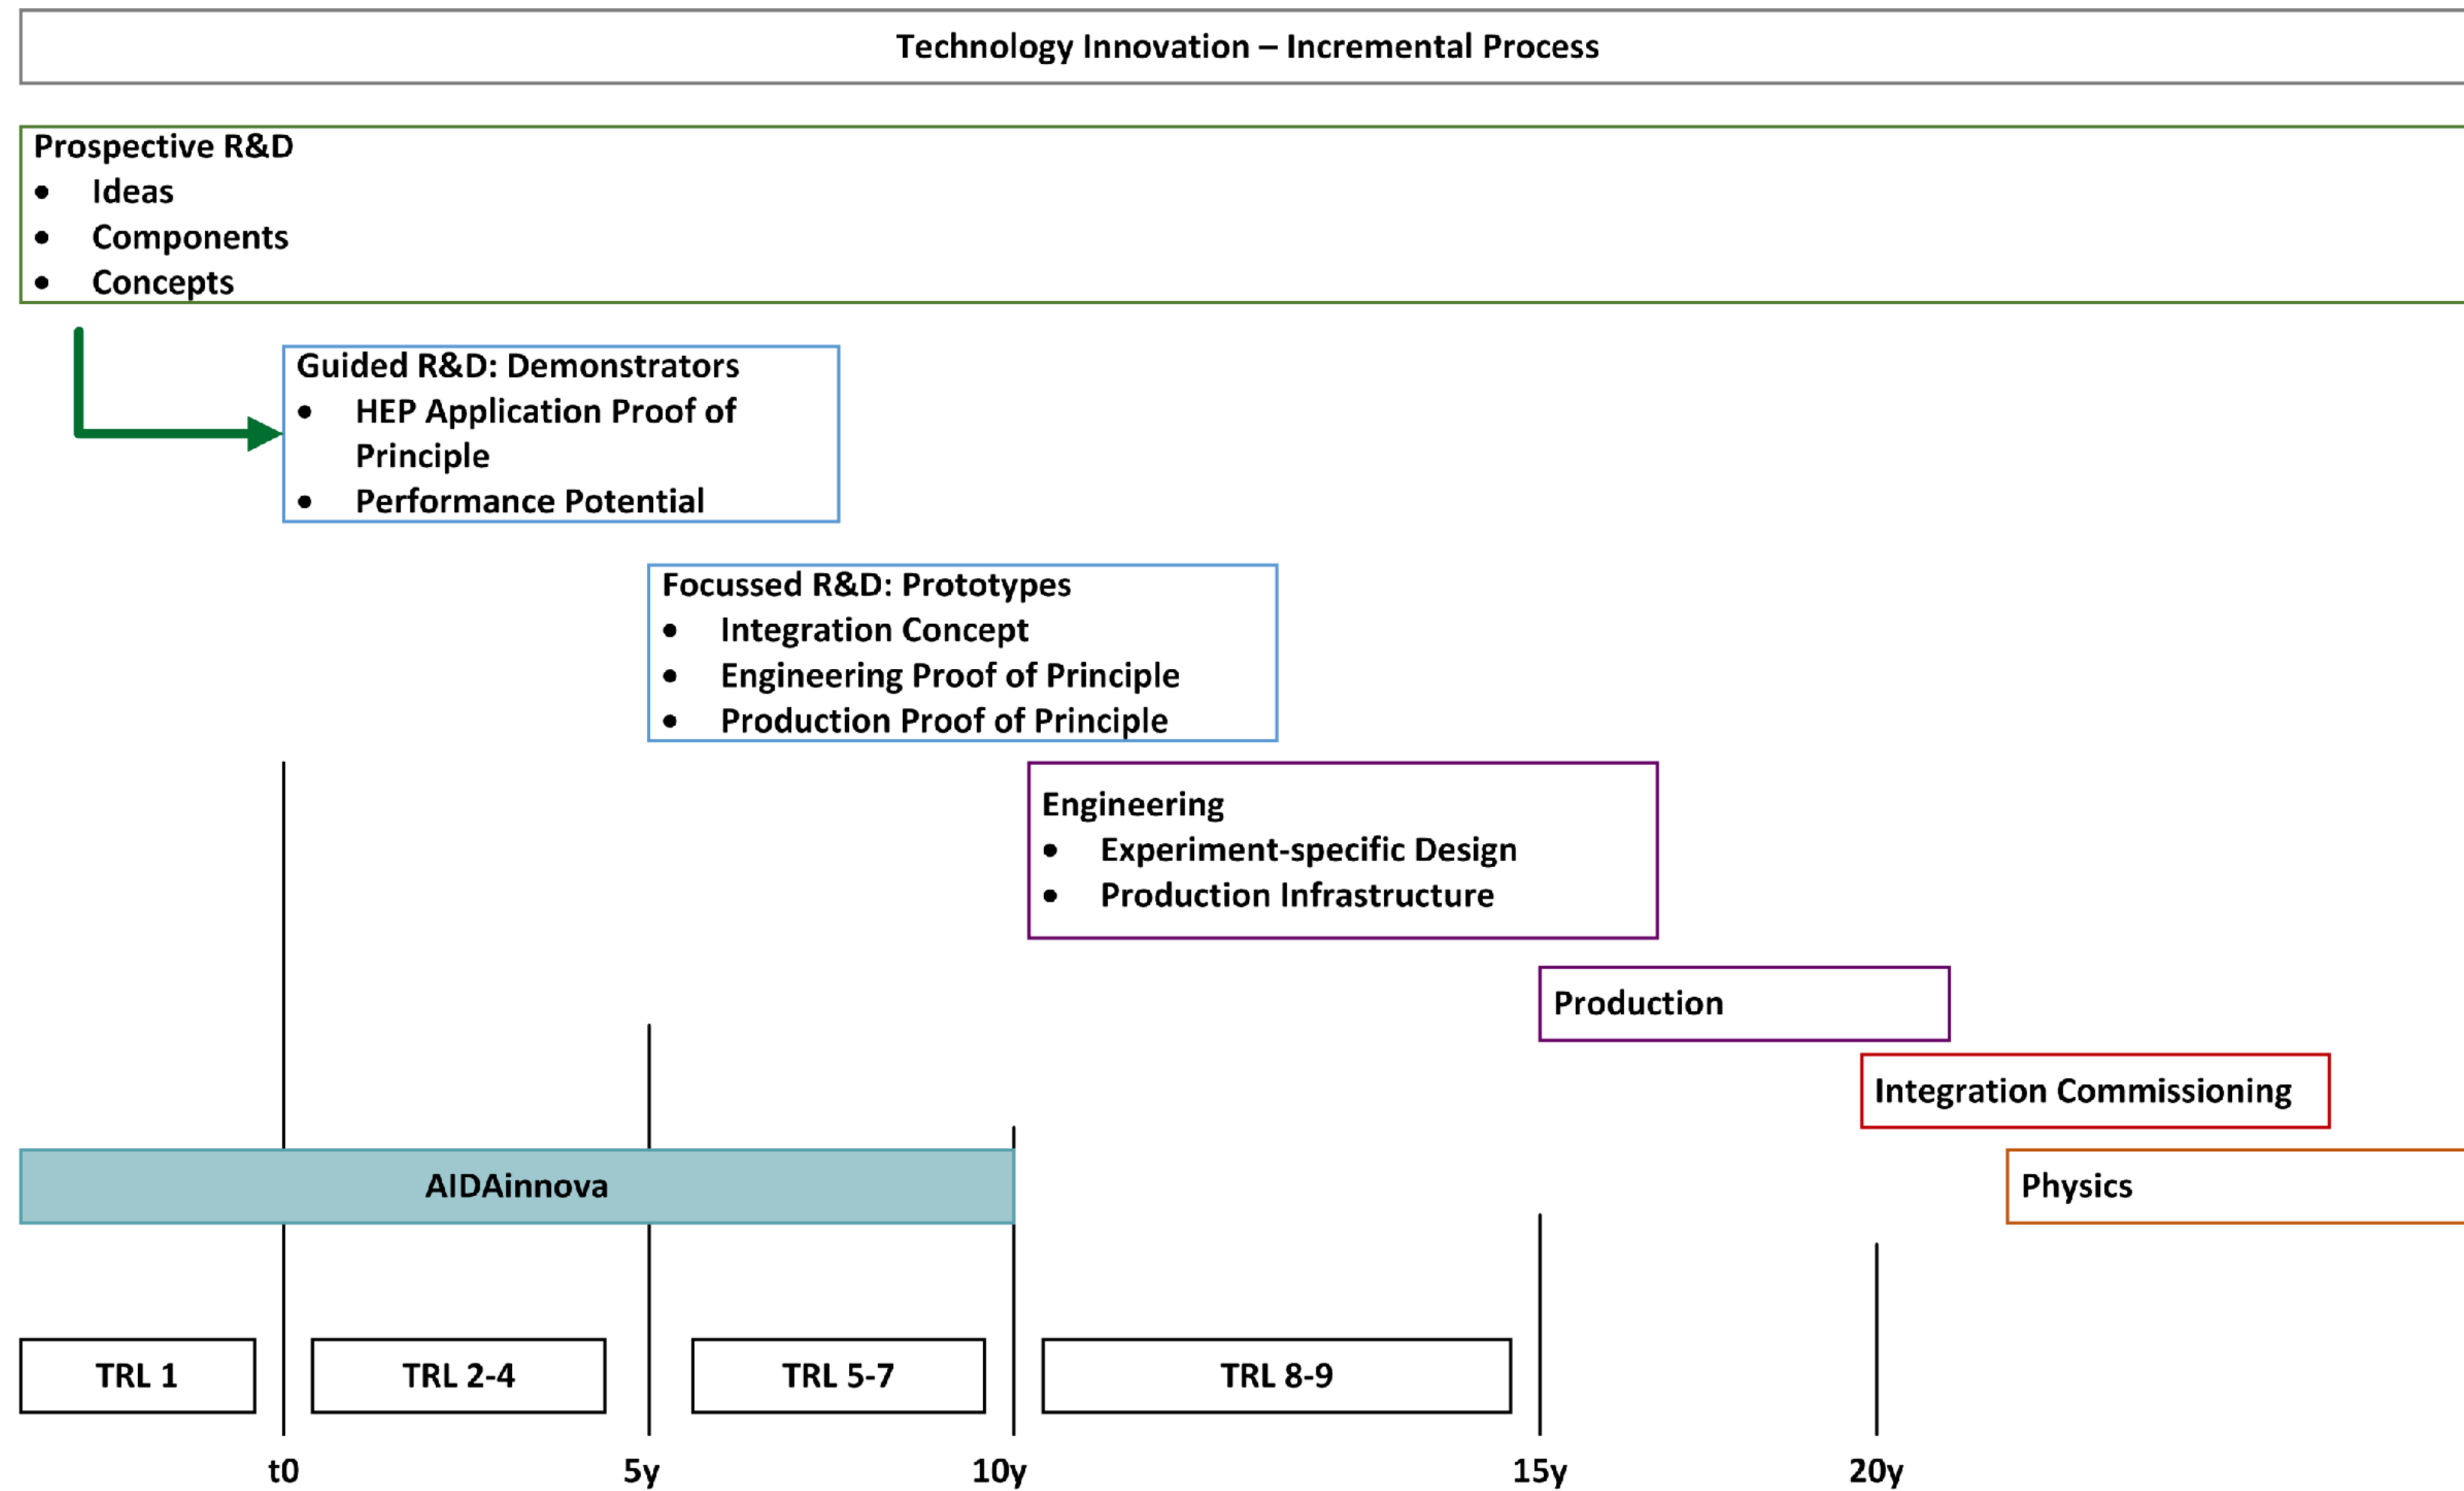 Technology Innovation – Incremental Process
Prospective R&D
• Ideas
• Components
• Concepts
Guided R&D: Demonstrators
• HEP Application Proof of
Principle
• Performance Potential
Focussed R&D: Prototypes
• Integration Concept
• Engineering Proof of Principle
• Production Proof of Principle
Engineering
• Experiment-specific Design
• Production Infrastructure
Production
Integration Commissioning
AIDAinnova
Physics
TRL 1
TRL 2-4
TRL 5-7
TRL 8-9
t0
5y
10y
15y
20y